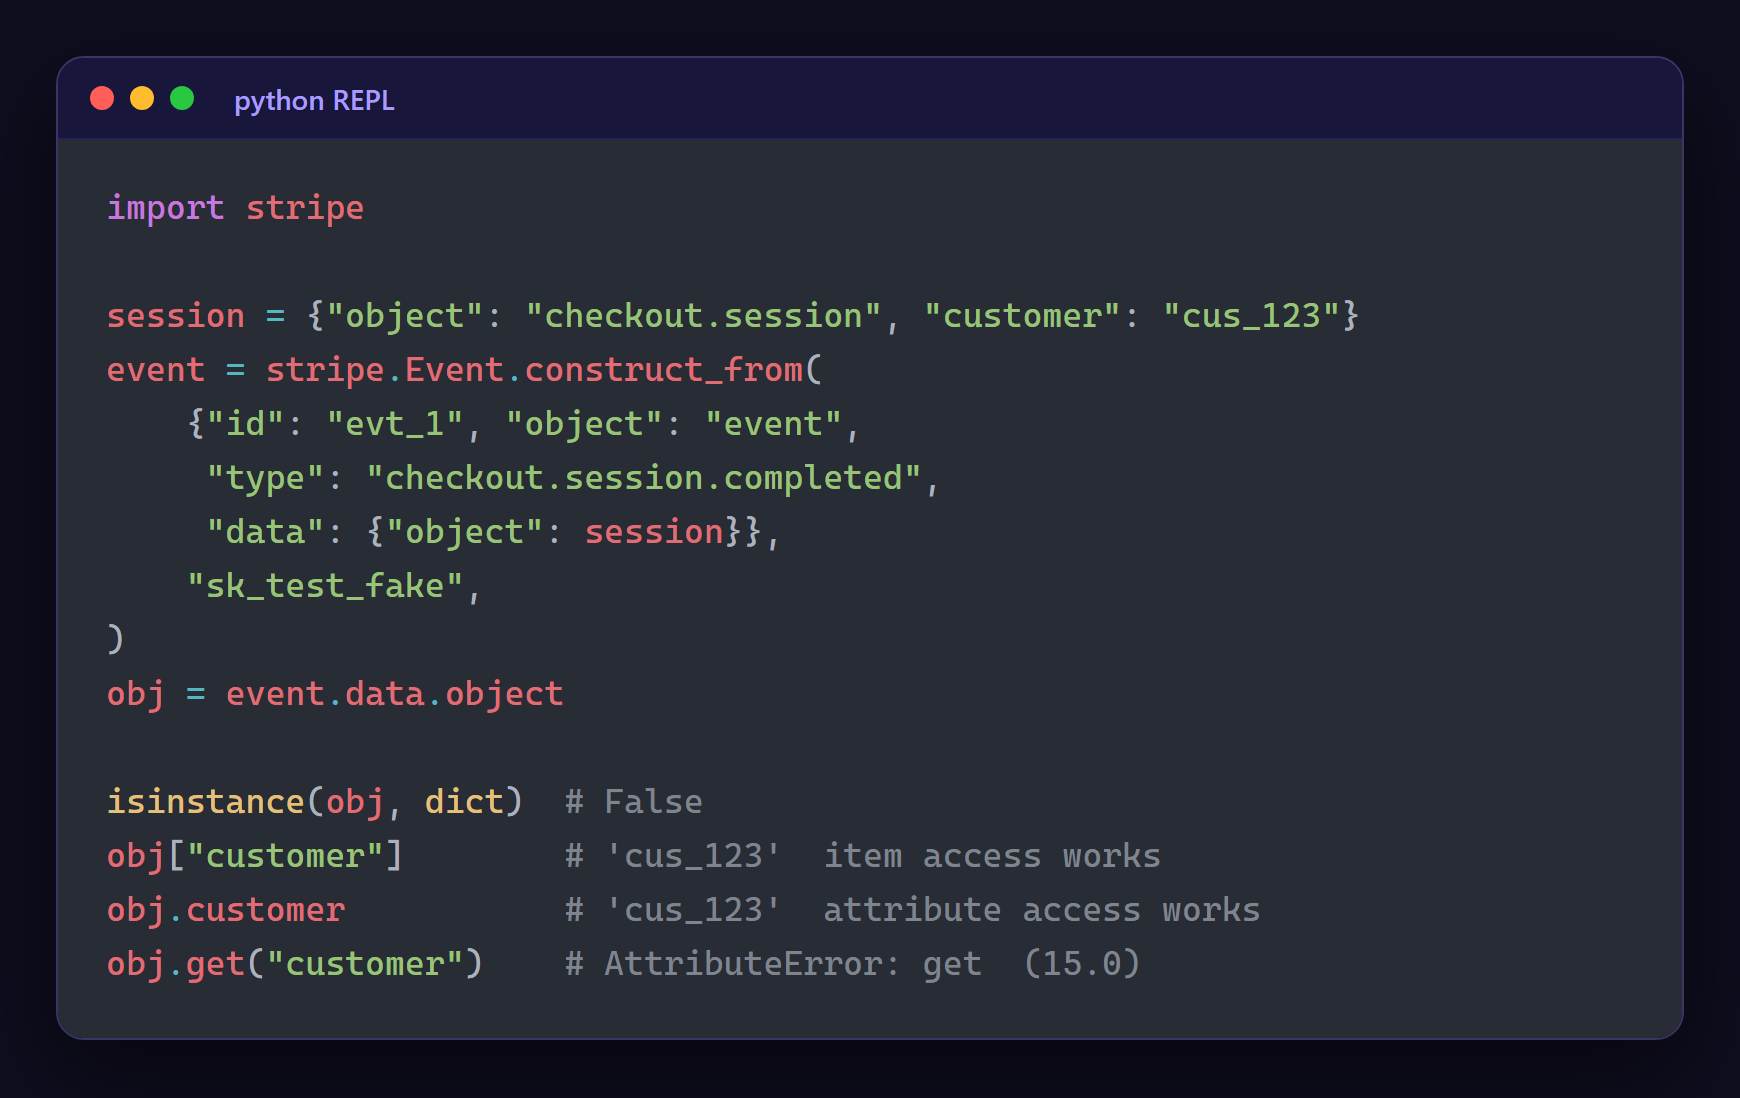 python REPL
import stripe
session = {"object": "checkout.session", "customer": "cus_123"}
event = stripe.Event.construct_from(
    {"id": "evt_1", "object": "event",
     "type": "checkout.session.completed",
     "data": {"object": session}},
    "sk_test_fake",
)
obj = event.data.object
isinstance(obj, dict)  # False
obj["customer"]        # 'cus_123'  item access works
obj.customer           # 'cus_123'  attribute access works
obj.get("customer")    # AttributeError: get  (15.0)